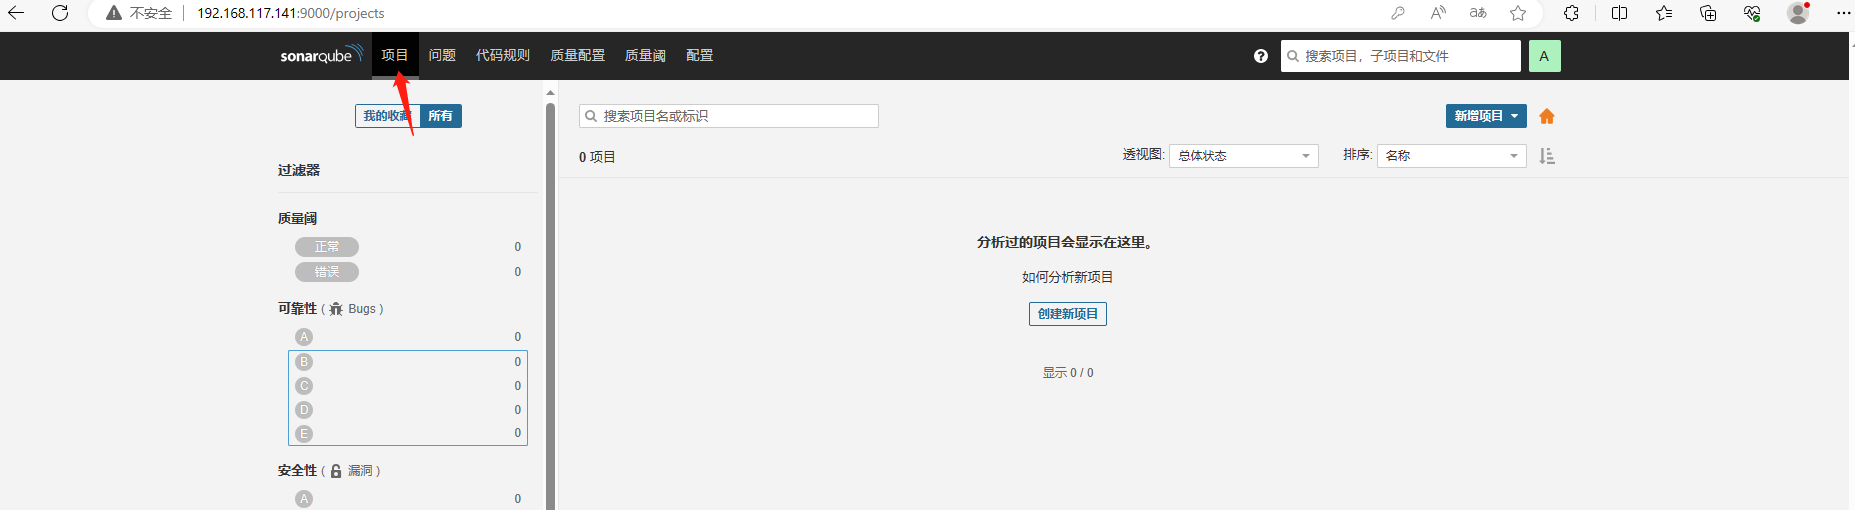 不安全 192.168.117.141:9000/projects
sonarqube 项目 问题 代码规则 质量配置 质量阈 配置 搜索项目，子项目和文件 A
我的收藏 所有
过滤器
质量阈
正常 0
错误 0
可靠性 ( Bugs )
A 0
B 0
C 0
D 0
E 0
安全性 ( 漏洞 )
A 0
搜索项目名或标识 新增项目
0 项目 透视图: 总体状态 排序: 名称
分析过的项目会显示在这里。
如何分析新项目
创建新项目
显示 0 / 0